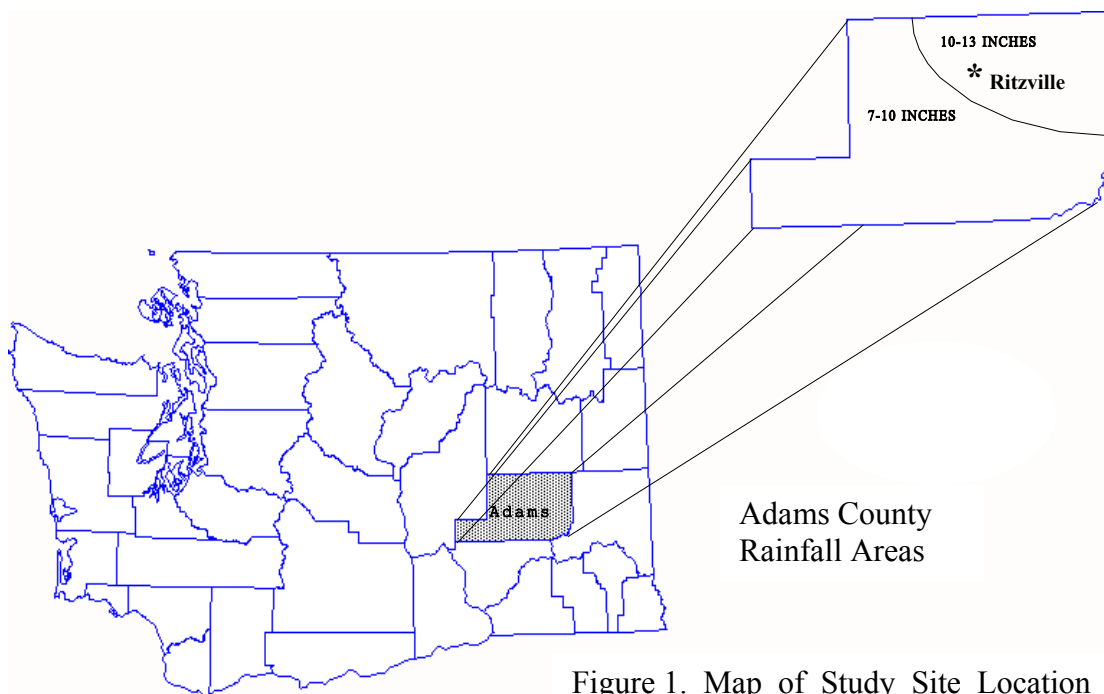 10-13 INCHES
* Ritzville
7-10 INCHES
Adams
Adams County
Rainfall Areas
Figure 1. Map of Study Site Location